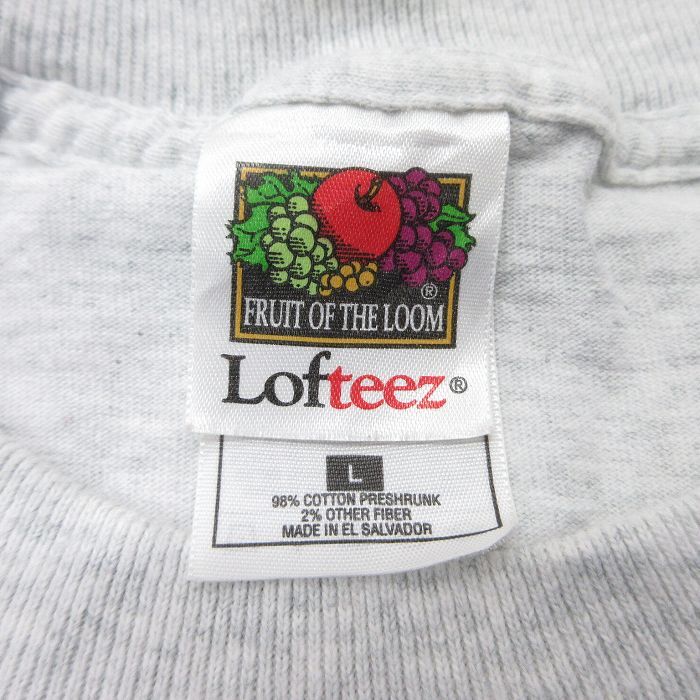 ®
FRUIT OF THE LOOM
Lofteez®
L
98% COTTON PRESHRUNK
2% OTHER FIBER
MADE IN EL SALVADOR